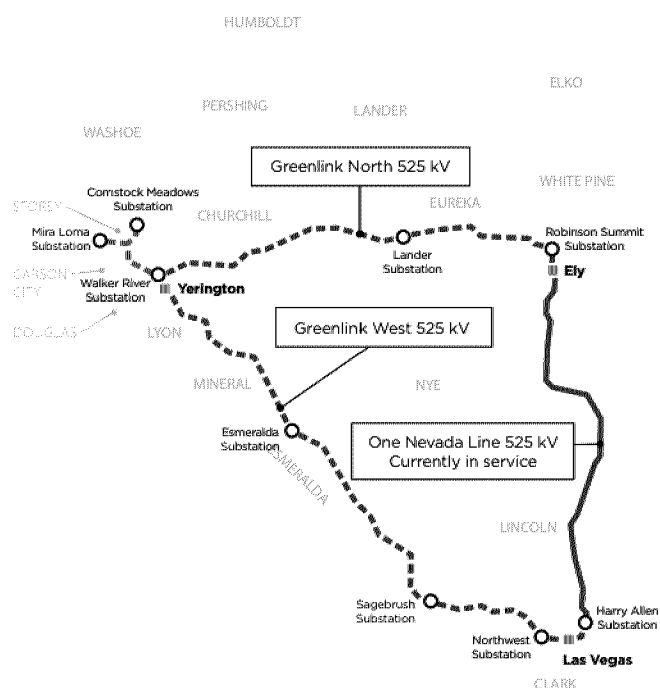 HUMBOLDT
ELKO
PERSHING
LANDER
WASHOE
Greenlink North 525 kV
WHITE PINE
Comstock Meadows
Substation
STOREY
CHURCHILL
EUREKA
Mira Loma
Substation
Robinson Summit
Substation
Lander
Substation
CARSON
CITY
Walker River
Substation
Yerington
Ely
DOUGLAS
LYON
Greenlink West 525 kV
MINERAL
NYE
Esmeralda
Substation
One Nevada Line 525 kV
Currently in service
ESMERALDA
LINCOLN
Sagebrush
Substation
Harry Allen
Substation
Northwest
Substation
Las Vegas
CLARK